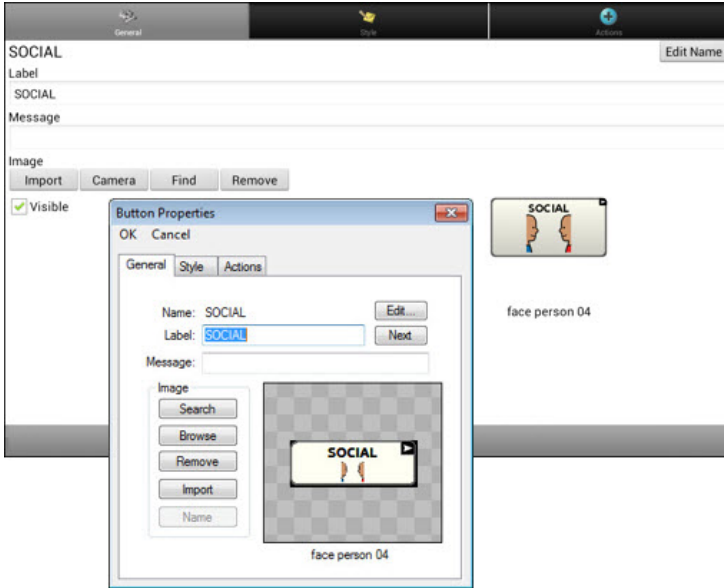 General
Style
Actions
SOCIAL
Edit Name
Label
SOCIAL
Message
Image
Import
Camera
Find
Remove
Visible
SOCIAL
face person 04
Button Properties
OK Cancel
General Style Actions
Name: SOCIAL
Edit...
Label: SOCIAL
Next
Message:
Image
Search
Browse
Remove
Import
Name
SOCIAL
face person 04